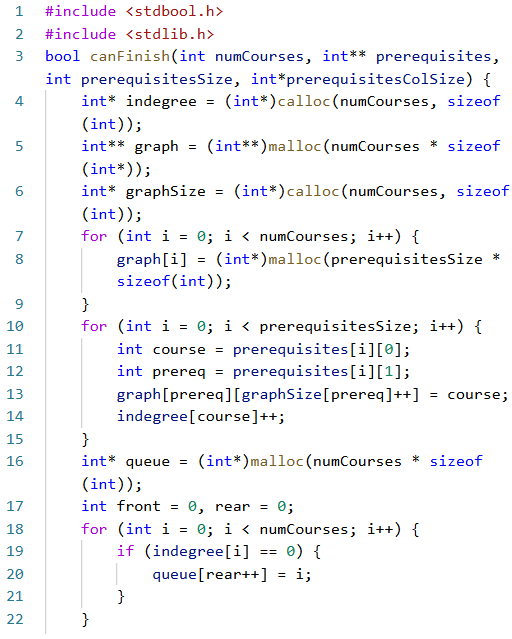 1 #include <stdbool.h>
2 #include <stdlib.h>
3 bool canFinish(int numCourses, int** prerequisites,
int prerequisitesSize, int*prerequisitesColSize) {
4     int* indegree = (int*)calloc(numCourses, sizeof
    (int));
5     int** graph = (int**)malloc(numCourses * sizeof
    (int*));
6     int* graphSize = (int*)calloc(numCourses, sizeof
    (int));
7     for (int i = 0; i < numCourses; i++) {
8         graph[i] = (int*)malloc(prerequisitesSize *
        sizeof(int));
9     }
10     for (int i = 0; i < prerequisitesSize; i++) {
11         int course = prerequisites[i][0];
12         int prereq = prerequisites[i][1];
13         graph[prereq][graphSize[prereq]++] = course;
14         indegree[course]++;
15     }
16     int* queue = (int*)malloc(numCourses * sizeof
    (int));
17     int front = 0, rear = 0;
18     for (int i = 0; i < numCourses; i++) {
19         if (indegree[i] == 0) {
20             queue[rear++] = i;
21         }
22     }